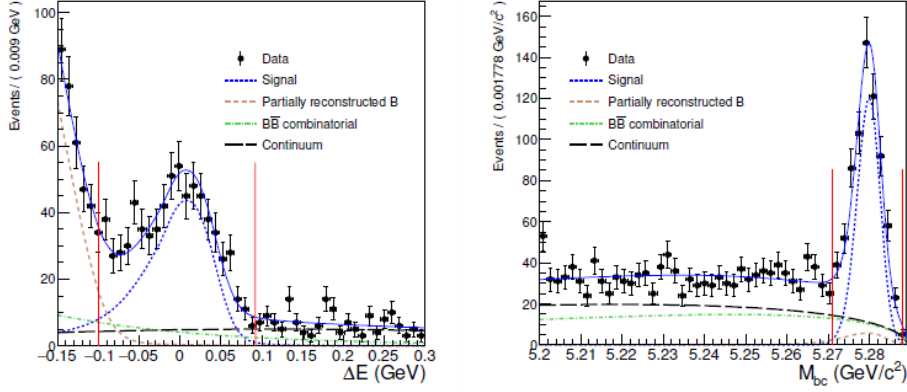 Events / ( 0.009 GeV )
100
80
60
40
20
0
Data
Signal
Partially reconstructed B
BB̅ combinatorial
Continuum
−0.15 −0.1 −0.05 0 0.05 0.1 0.15 0.2 0.25 0.3
ΔE (GeV)
Events / ( 0.001778 GeV/c² )
160
140
120
100
80
60
40
20
0
Data
Signal
Partially reconstructed B
BB̅ combinatorial
Continuum
5.2 5.21 5.22 5.23 5.24 5.25 5.26 5.27 5.28
M_bc (GeV/c²)